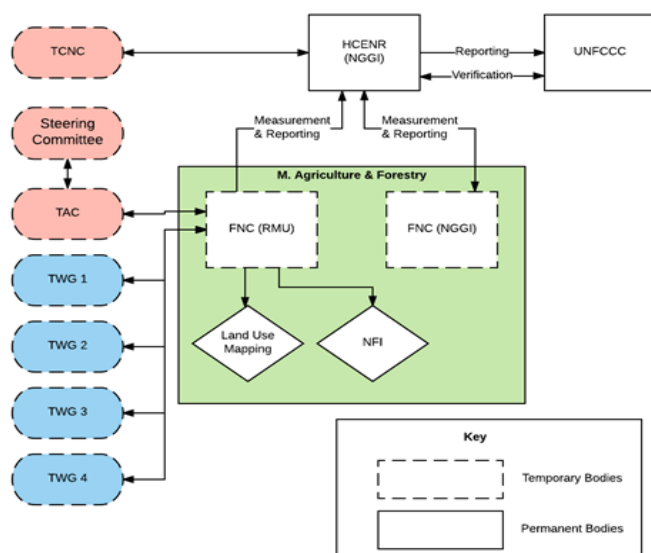 TCNC
HCENR
(NGGI)
Reporting
Verification
UNFCCC
Steering
Committee
Measurement
& Reporting
Measurement
& Reporting
M. Agriculture & Forestry
TAC
FNC (RMU)
FNC (NGGI)
TWG 1
TWG 2
Land Use
Mapping
NFI
TWG 3
TWG 4
Key
Temporary Bodies
Permanent Bodies